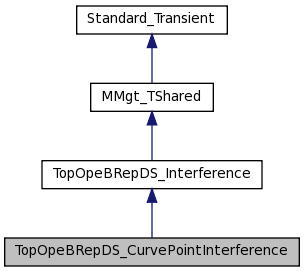 Standard_Transient
MMgt_TShared
TopOpeBRepDS_Interference
TopOpeBRepDS_CurvePointInterference